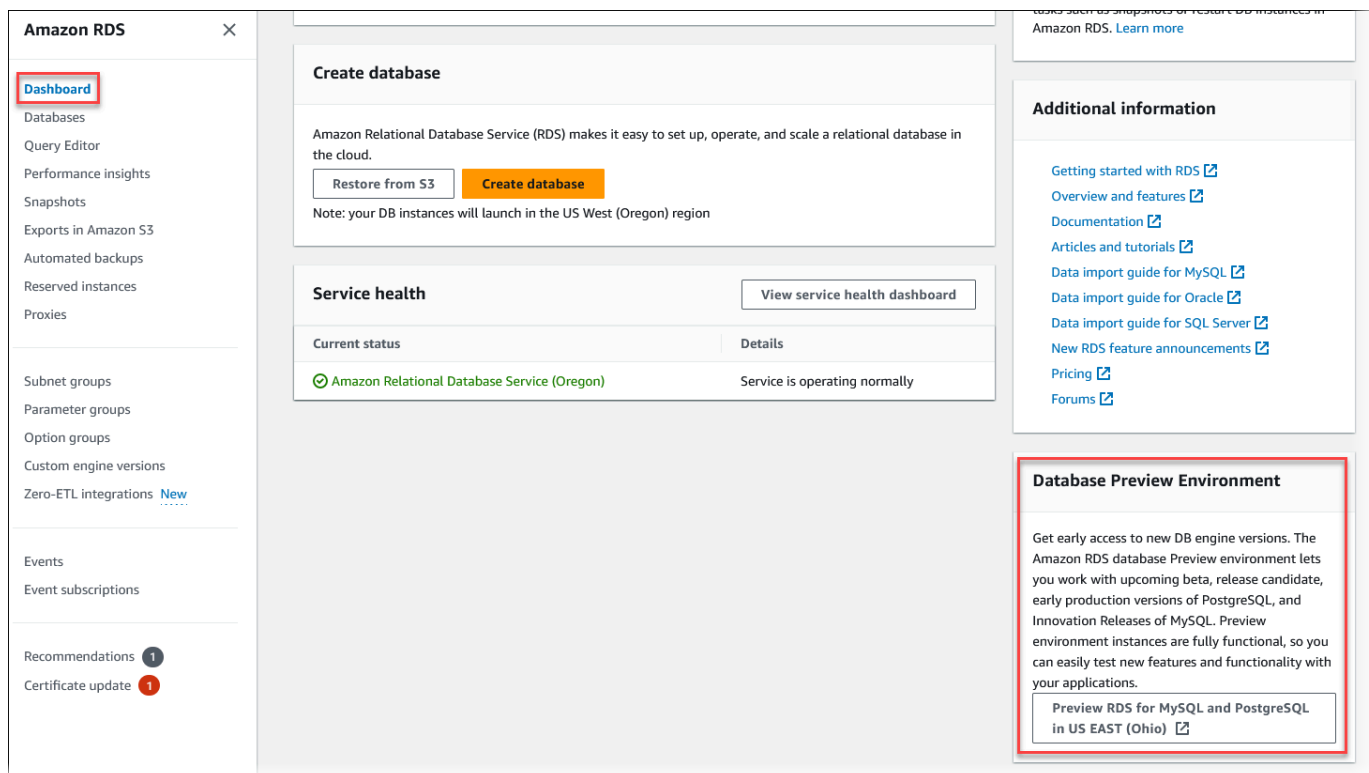 Amazon RDS
Dashboard
Databases
Query Editor
Performance insights
Snapshots
Exports in Amazon S3
Automated backups
Reserved instances
Proxies
Subnet groups
Parameter groups
Option groups
Custom engine versions
Zero-ETL integrations New
Events
Event subscriptions
Recommendations 1
Certificate update 1
Create database
Amazon Relational Database Service (RDS) makes it easy to set up, operate, and scale a relational database in
the cloud.
Restore from S3
Create database
Note: your DB instances will launch in the US West (Oregon) region
Service health
View service health dashboard
Current status
Details
Amazon Relational Database Service (Oregon)
Service is operating normally
tasks such as snapshots or restart DB instances in
Amazon RDS. Learn more
Additional information
Getting started with RDS
Overview and features
Documentation
Articles and tutorials
Data import guide for MySQL
Data import guide for Oracle
Data import guide for SQL Server
New RDS feature announcements
Pricing
Forums
Database Preview Environment
Get early access to new DB engine versions. The
Amazon RDS database Preview environment lets
you work with upcoming beta, release candidate,
early production versions of PostgreSQL, and
Innovation Releases of MySQL. Preview
environment instances are fully functional, so you
can easily test new features and functionality with
your applications.
Preview RDS for MySQL and PostgreSQL
in US EAST (Ohio)